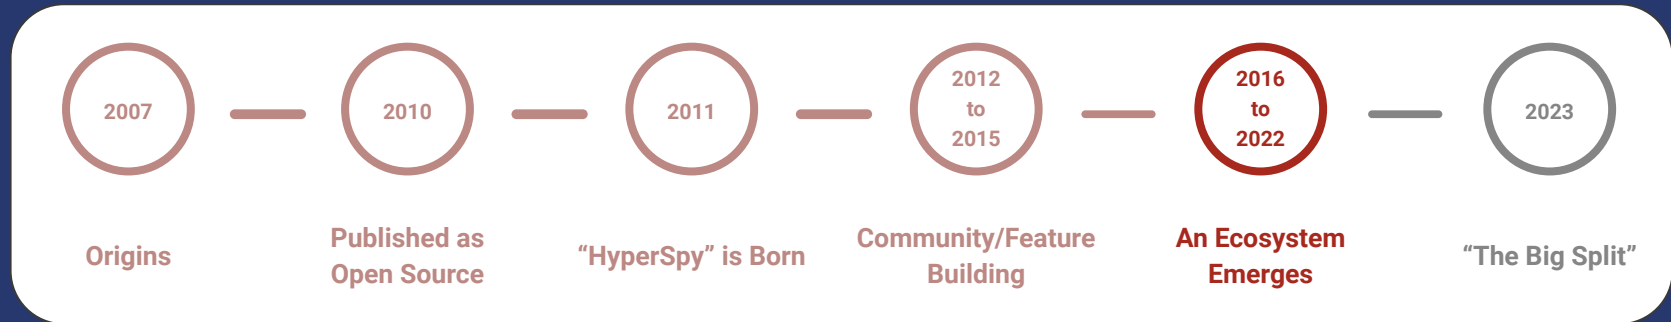 2007
2010
2011
2012
to
2015
2016
to
2022
2023
Origins
Published as
Open Source
“HyperSpy” is Born
Community/Feature
Building
An Ecosystem
Emerges
“The Big Split”